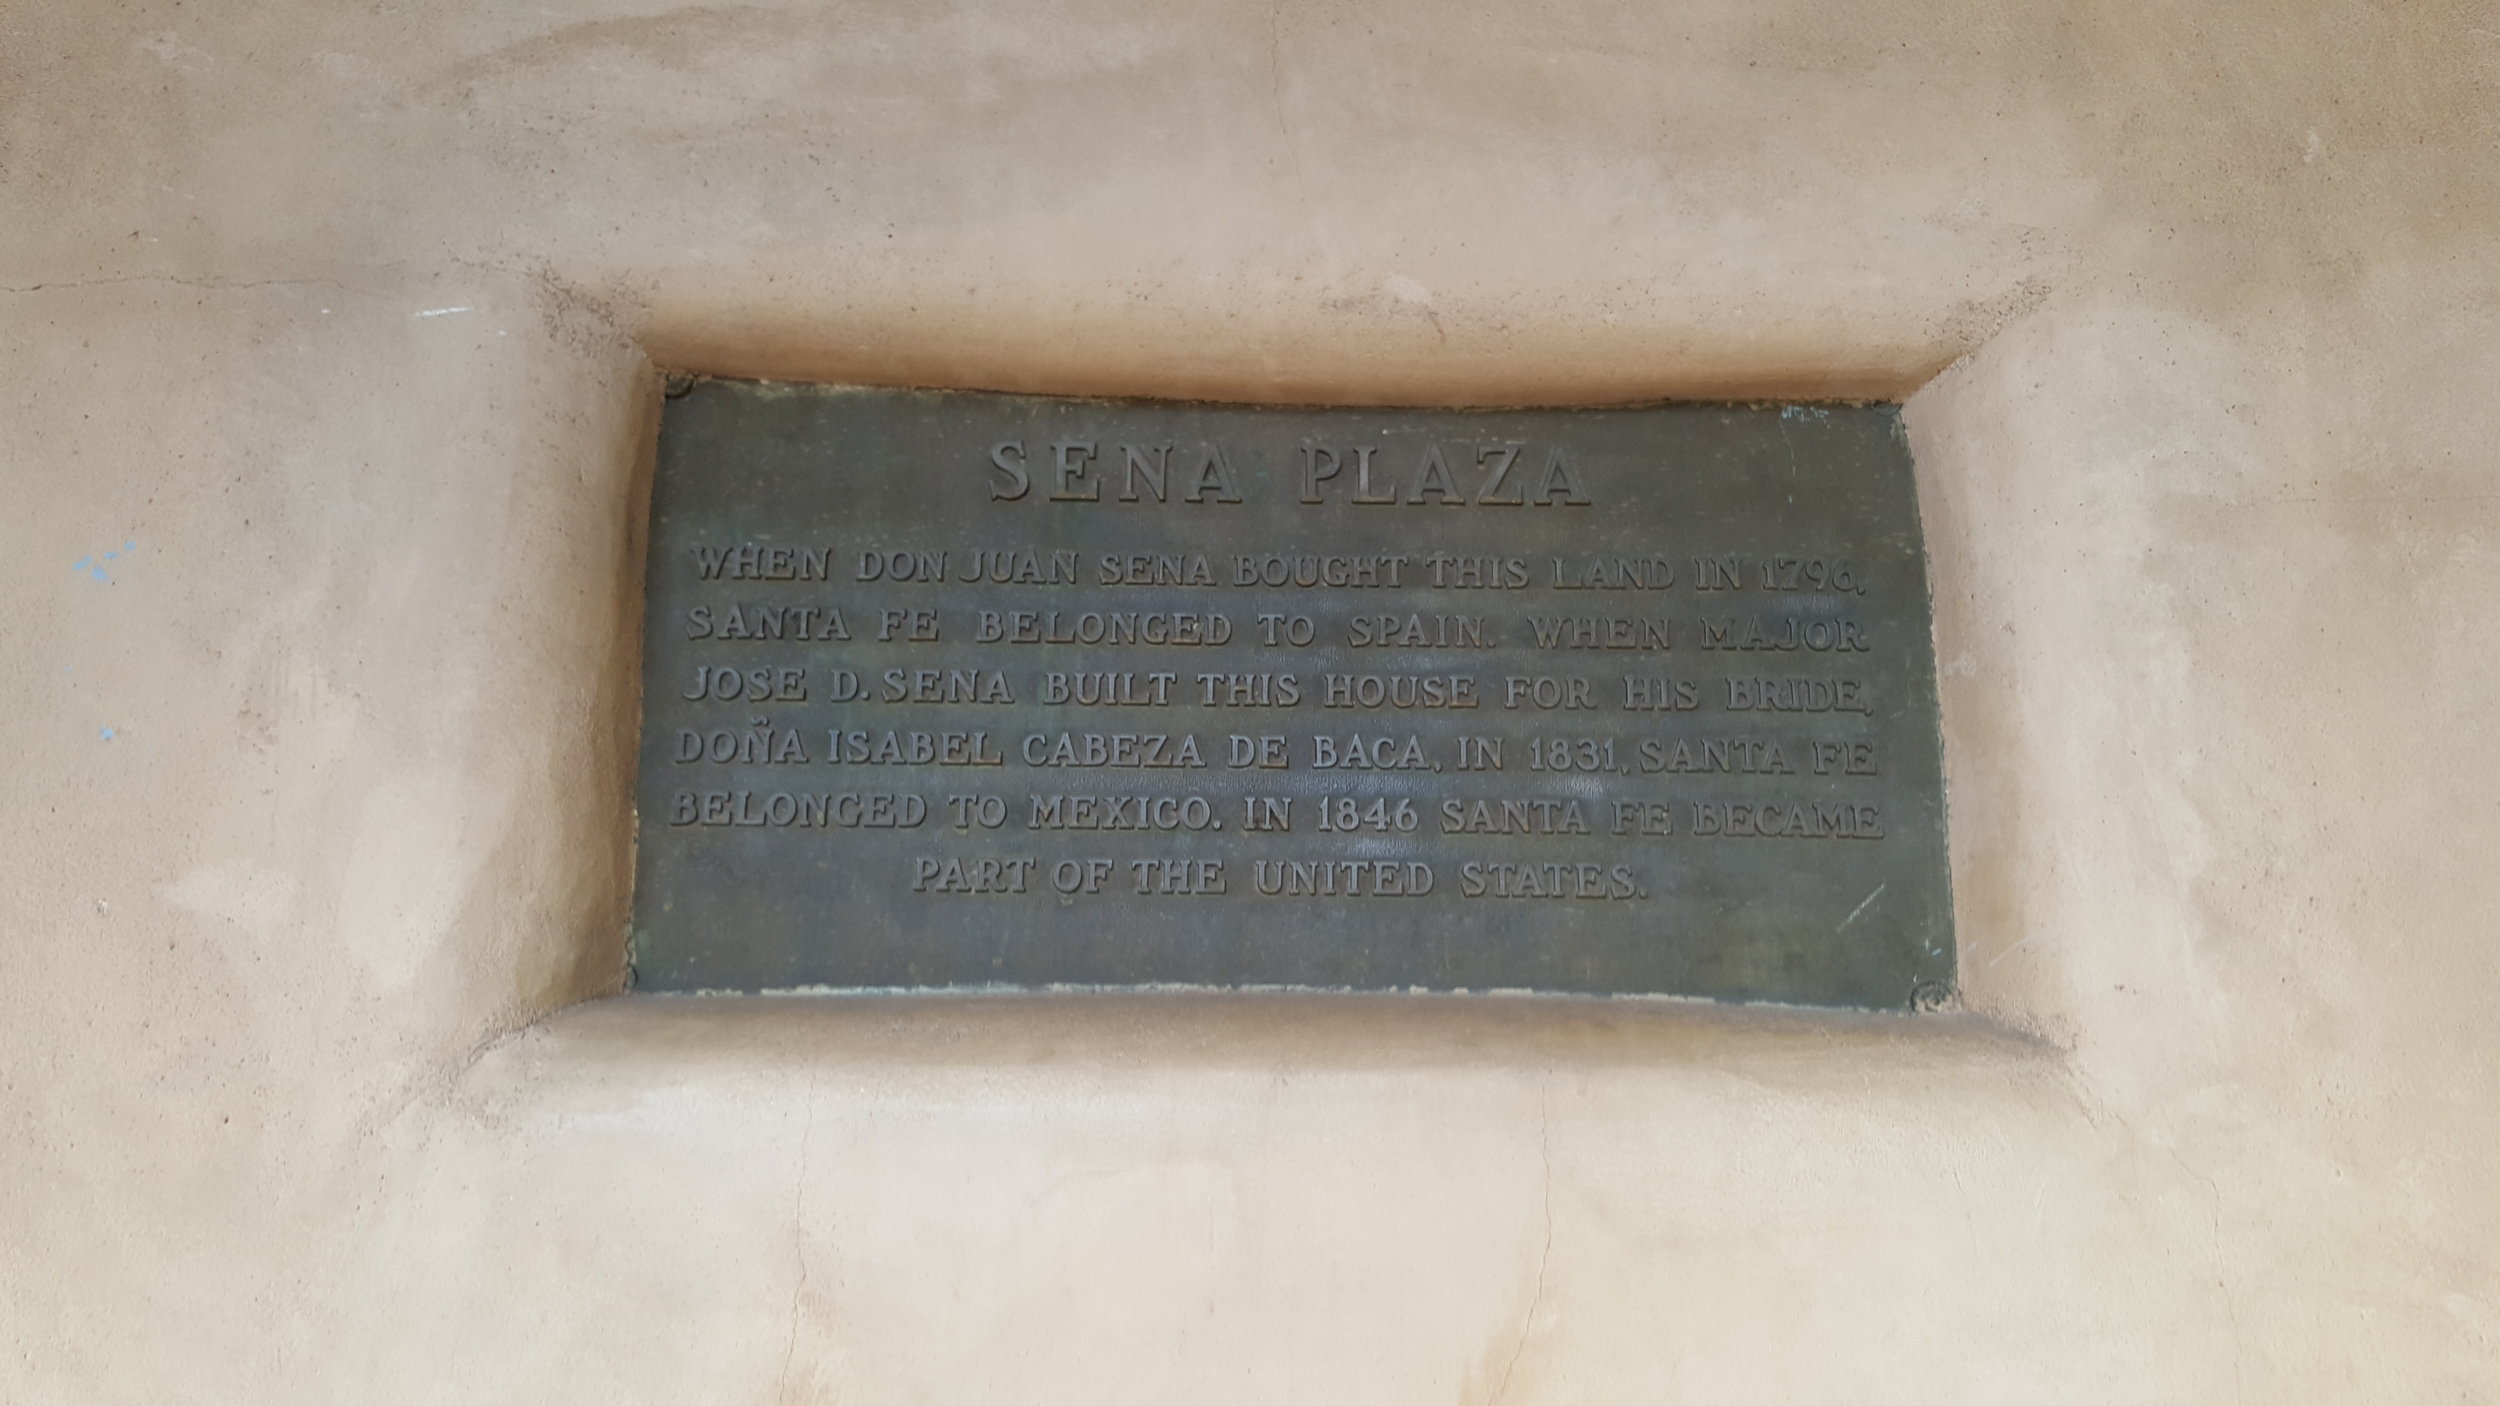 SENA PLAZA
WHEN DON JUAN SENA BOUGHT THIS LAND IN 1796,
SANTA FE BELONGED TO SPAIN. WHEN MAJOR
JOSE D. SENA BUILT THIS HOUSE FOR HIS BRIDE,
DOÑA ISABEL CABEZA DE BACA, IN 1831, SANTA FE
BELONGED TO MEXICO. IN 1846 SANTA FE BECAME
PART OF THE UNITED STATES.